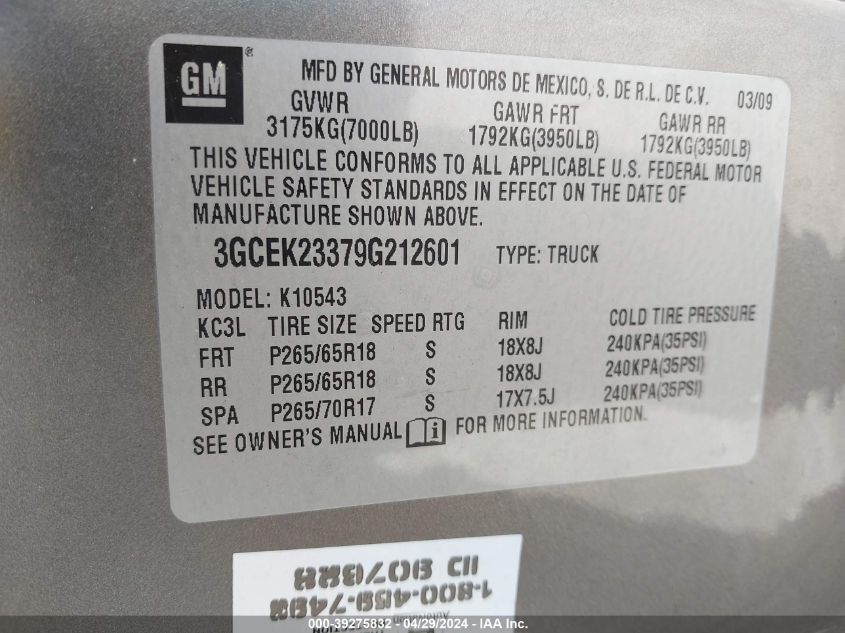 GM®
MFD BY GENERAL MOTORS DE MEXICO, S. DE R.L. DE C.V. 03/09
GVWR GAWR FRT GAWR RR
3175KG(7000LB) 1792KG(3950LB) 1792KG(3950LB)
THIS VEHICLE CONFORMS TO ALL APPLICABLE U.S. FEDERAL MOTOR
VEHICLE SAFETY STANDARDS IN EFFECT ON THE DATE OF
MANUFACTURE SHOWN ABOVE.
3GCEK23379G212601 TYPE: TRUCK
MODEL: K10543
KC3L TIRE SIZE SPEED RTG RIM COLD TIRE PRESSURE
FRT P265/65R18 S 18X8J 240KPA(35PSI)
RR P265/65R18 S 18X8J 240KPA(35PSI)
SPA P265/70R17 S 17X7.5J 240KPA(35PSI)
SEE OWNER'S MANUAL FOR MORE INFORMATION.
000-39275832 - 04/29/2024 - IAA Inc.